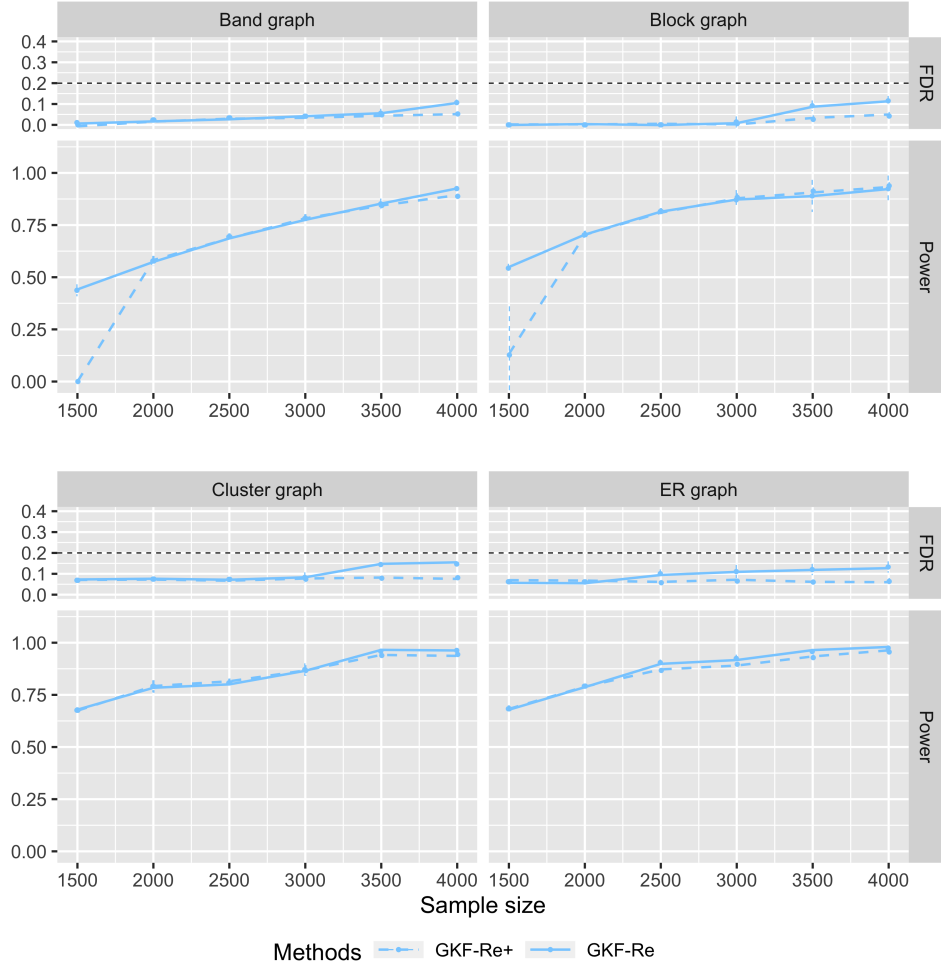 Band graph
Block graph
0.4
0.3
0.2
0.1
0.0
FDR
1.00
0.75
0.50
0.25
0.00
Power
1500 2000 2500 3000 3500 4000
1500 2000 2500 3000 3500 4000
Cluster graph
ER graph
0.4
0.3
0.2
0.1
0.0
FDR
1.00
0.75
0.50
0.25
0.00
Power
1500 2000 2500 3000 3500 4000
1500 2000 2500 3000 3500 4000
Sample size
Methods GKF-Re+ GKF-Re